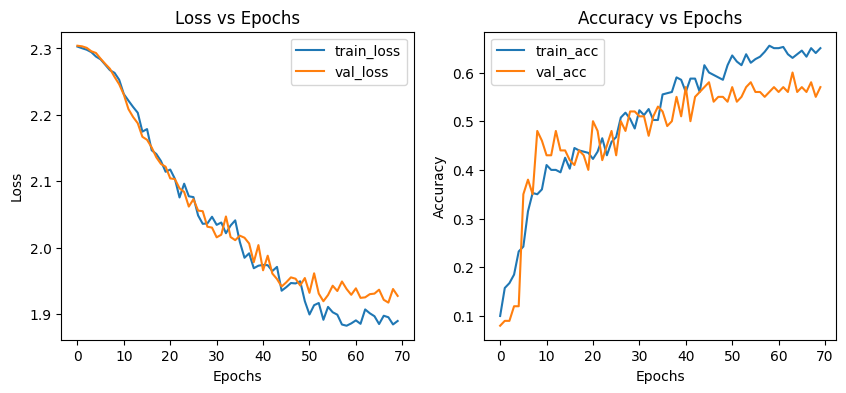 Loss vs Epochs
2.3
2.2
2.1
2.0
1.9
Loss
train_loss
val_loss
0 10 20 30 40 50 60 70
Epochs
Accuracy vs Epochs
0.6
0.5
0.4
0.3
0.2
0.1
Accuracy
train_acc
val_acc
0 10 20 30 40 50 60 70
Epochs